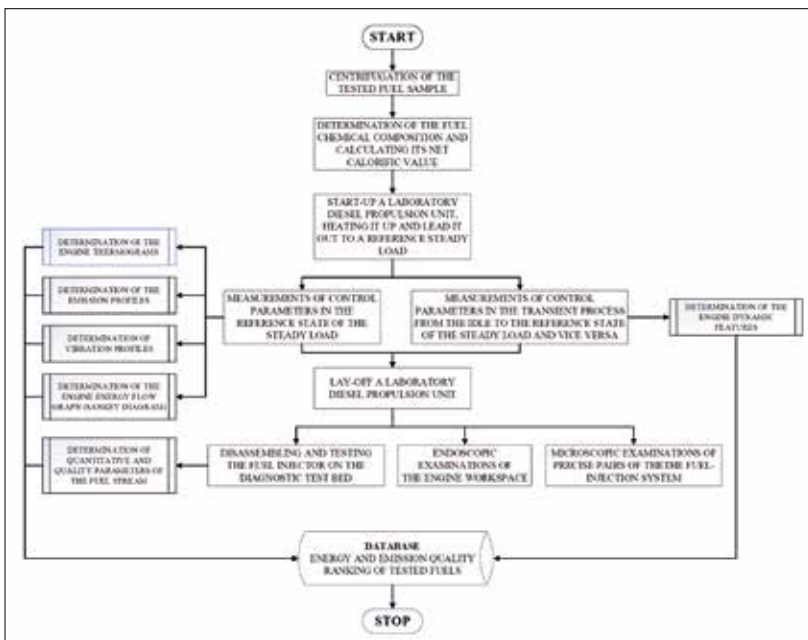 START
CENTRIFUGATION OF THE
TESTED FUEL SAMPLE
DETERMINATION OF THE FUEL
CHEMICAL COMPOSITION AND
CALCULATING ITS NET
CALORIFIC VALUE
START-UP A LABORATORY
DIESEL PROPULSION UNIT,
HEATING IT UP AND LEAD IT
OUT TO A REFERENCE STEADY
LOAD
DETERMINATION OF THE
ENGINE THERMOGRAMS
DETERMINATION OF THE
EMISSION PROFILES
DETERMINATION OF
VIBRATION PROFILES
DETERMINATION OF THE
ENGINE ENERGY FLOW
GRAPH (SANKEY DIAGRAM)
MEASUREMENTS OF CONTROL
PARAMETERS IN THE
REFERENCE STATE OF THE
STEADY LOAD
MEASUREMENTS OF CONTROL
PARAMETERS IN THE TRANSIENT PROCESS
FROM THE IDLE TO THE REFERENCE STATE
OF THE STEADY LOAD AND VICE VERSA
DETERMINATION OF THE
ENGINE DYNAMIC
FEATURES
LAY-OFF A LABORATORY
DIESEL PROPULSION UNIT
DETERMINATION OF
QUANTITATIVE AND
QUALITY PARAMETERS OF
THE FUEL STREAM
DISASSEMBLING AND TESTING
THE FUEL INJECTOR ON THE
DIAGNOSTIC TEST BED
ENDOSCOPIC
EXAMINATIONS OF
THE ENGINE WORKSPACE
MICROSCOPIC EXAMINATIONS OF
PRECISE PAIRS OF THETHE FUEL-
INJECTION SYSTEM
DATABASE
ENERGY AND EMISSION QUALITY
RANKING OF TESTED FUELS
STOP